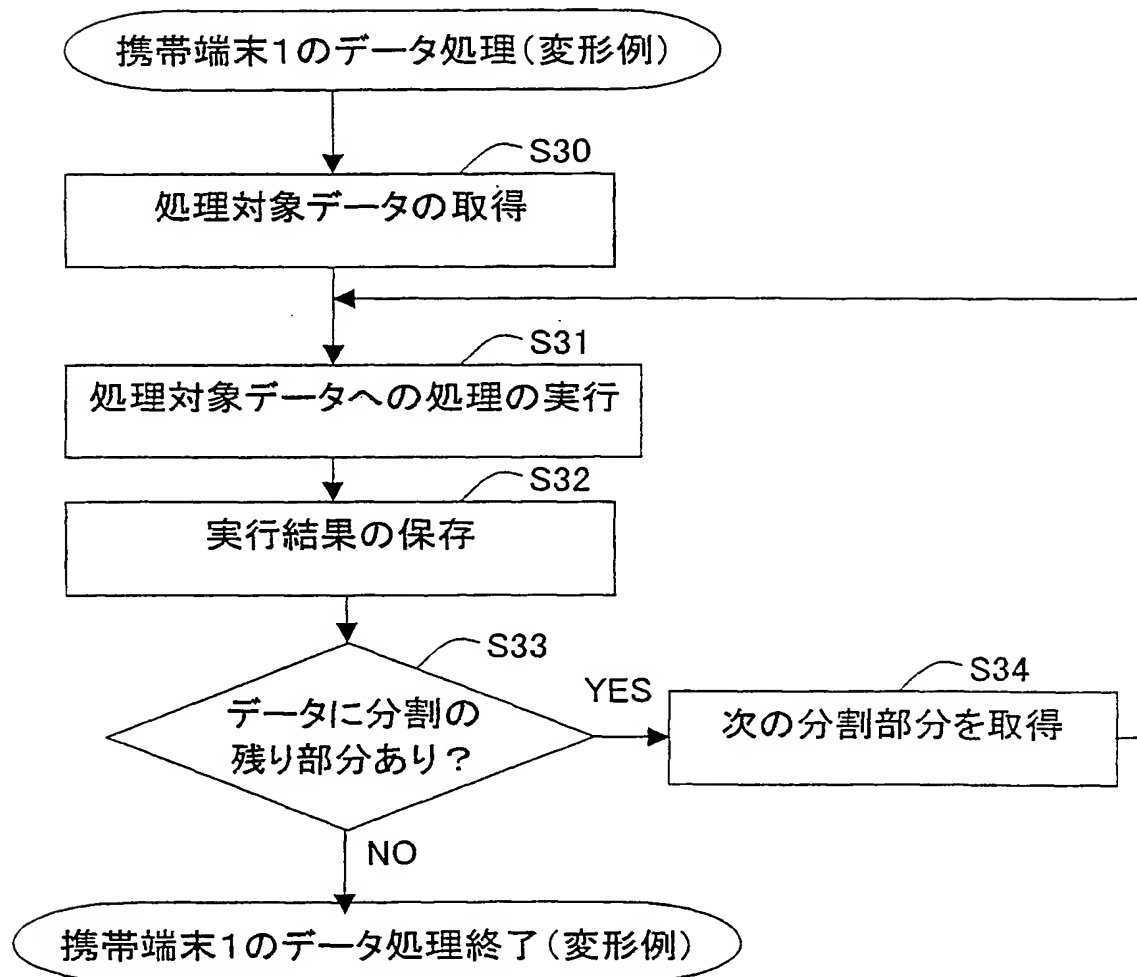 携帯端末1のデータ処理(変形例)
S30
処理対象データの取得
S31
処理対象データへの処理の実行
S32
実行結果の保存
S33
データに分割の
残り部分あり?
YES
S34
次の分割部分を取得
NO
携帯端末1のデータ処理終了(変形例)